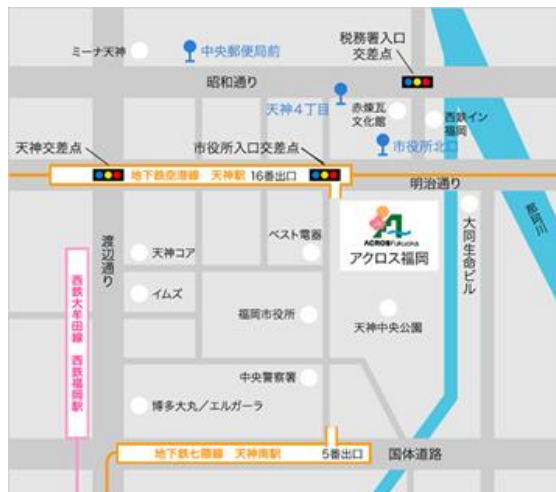 税務署入口
交差点
ミーナ天神
中央郵便局前
昭和通り
天神4丁目
赤煉瓦
文化館
西鉄イン
福岡
天神交差点
市役所入口交差点
市役所北口
地下鉄空港線 天神駅 16番出口
明治通り
那珂川
渡辺通り
天神コア
ベスト電器
ACROS Fukuoka
アクロス福岡
大同生命ビル
イムズ
福岡市役所
天神中央公園
西鉄大牟田線 西鉄福岡駅
中央警察署
博多大丸/エルガーラ
地下鉄七隈線 天神南駅
5番出口
国体道路